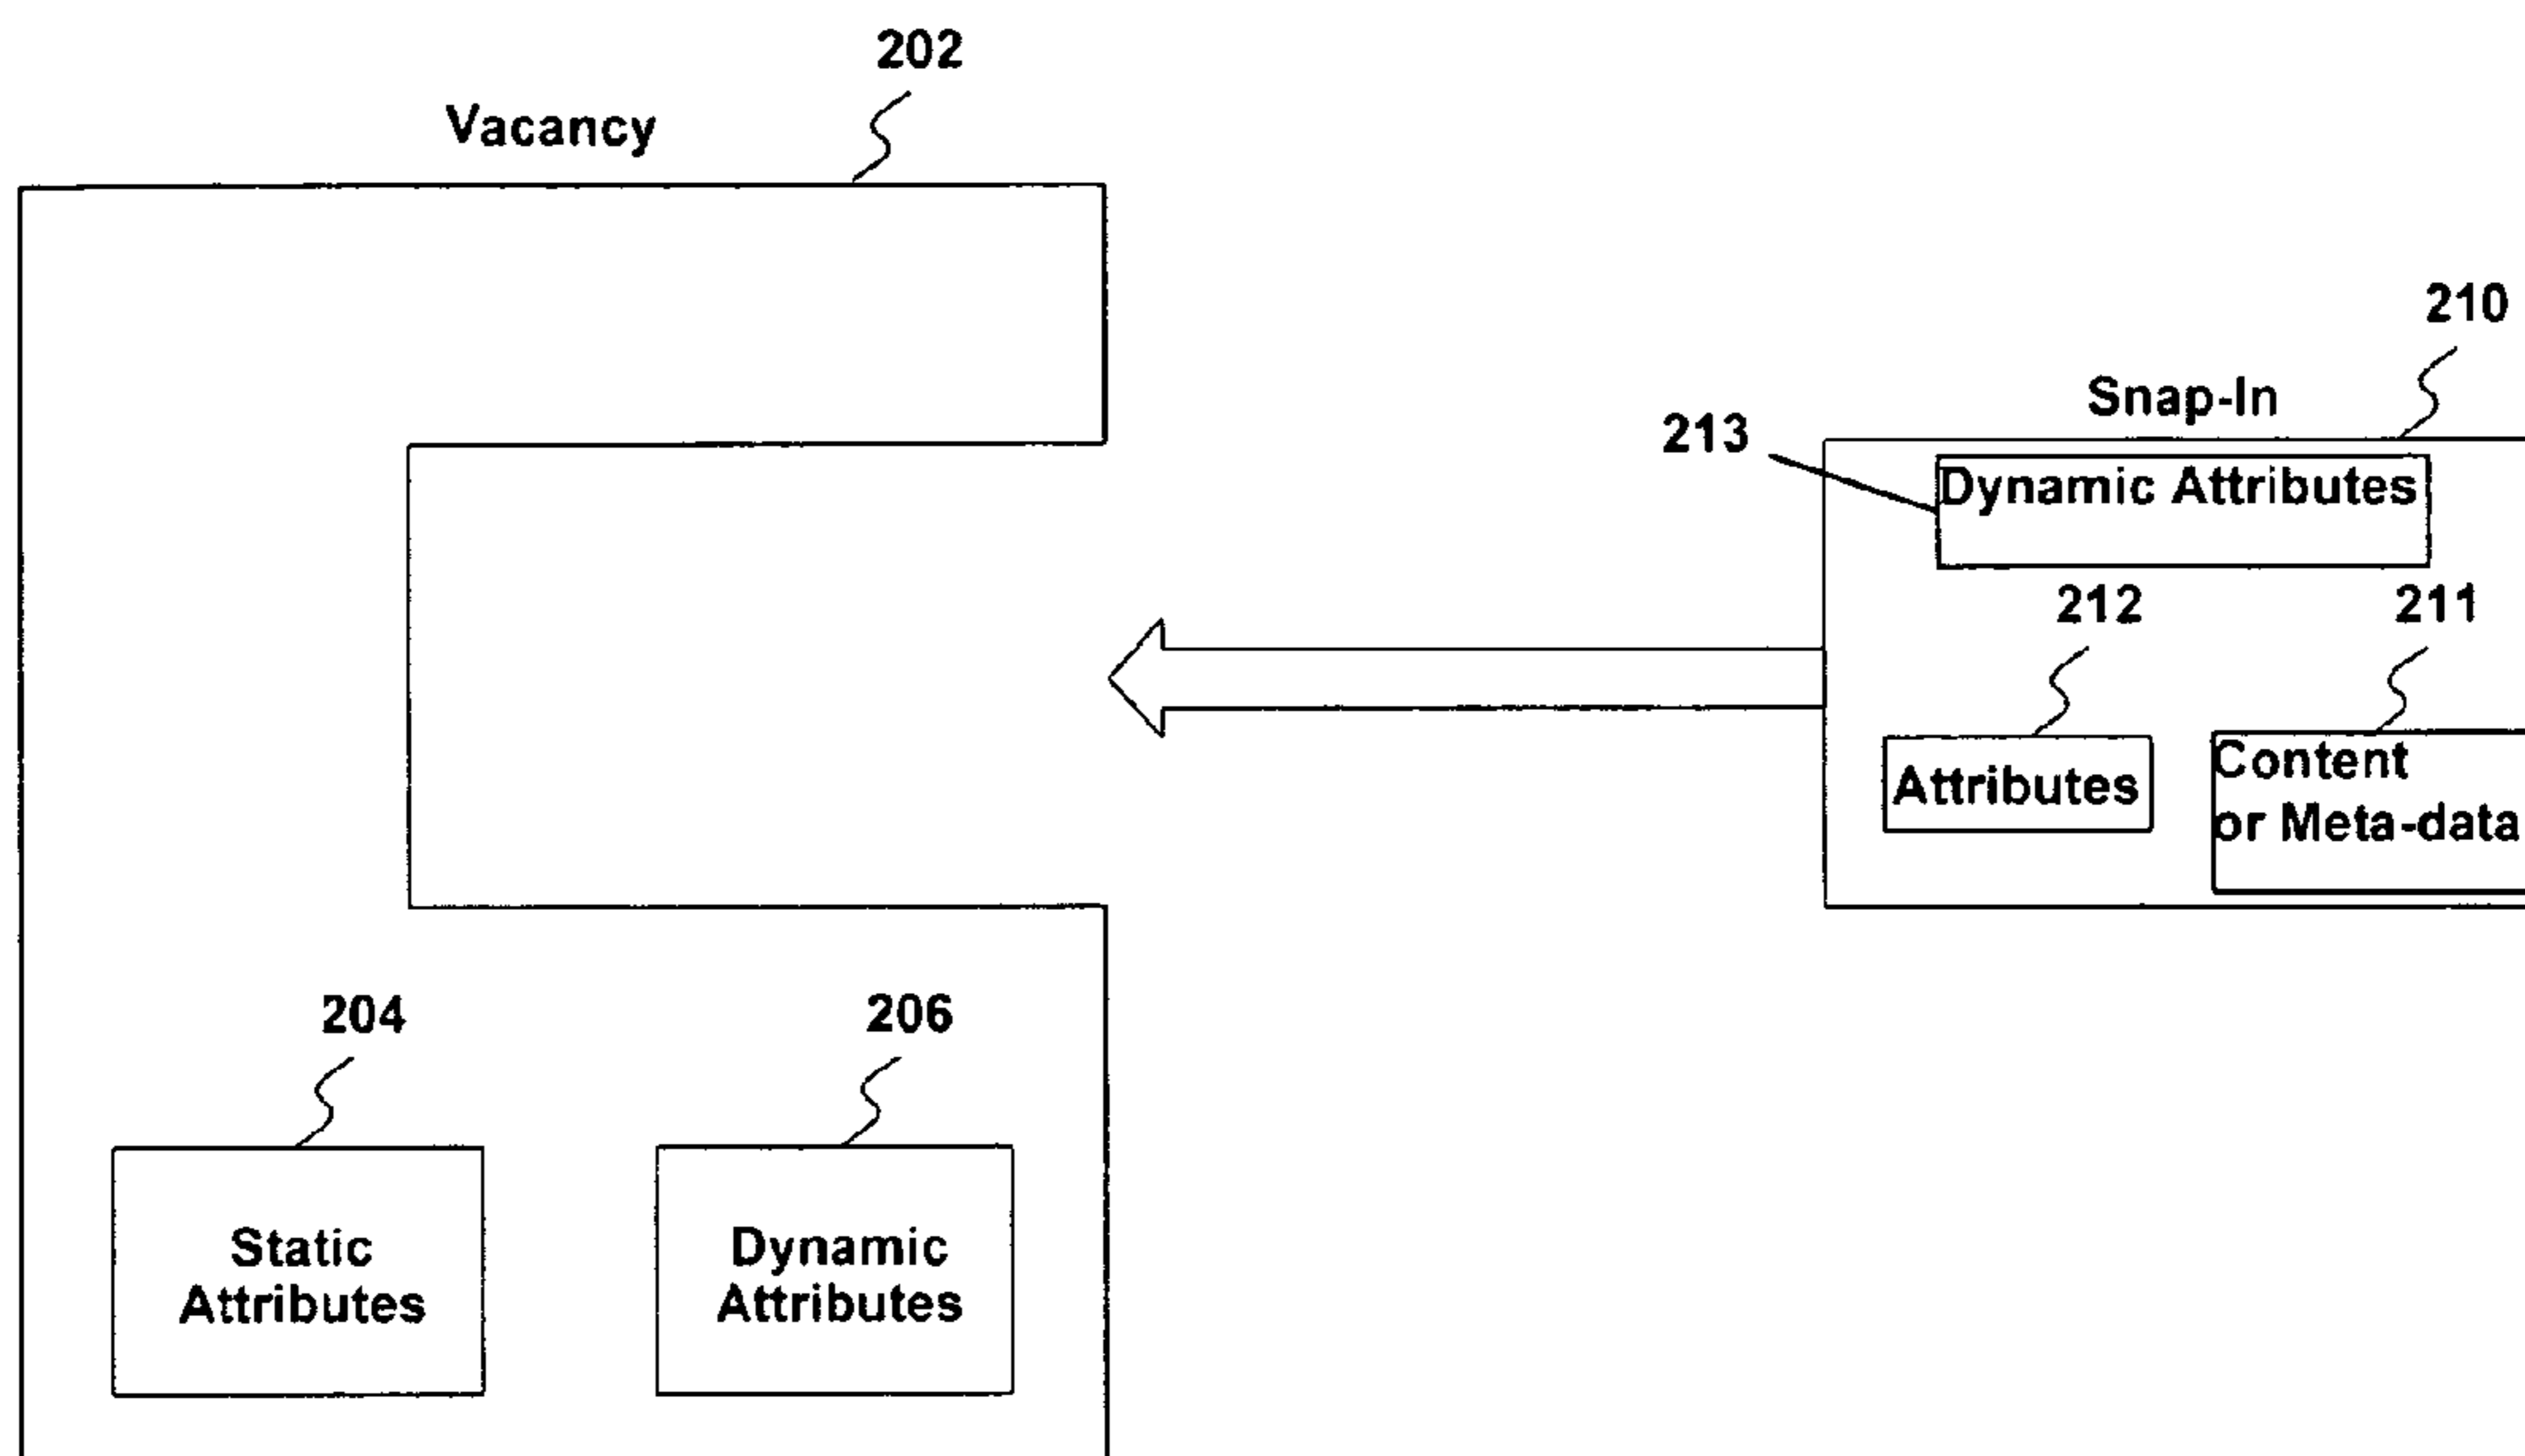 202
Vacancy
210
Snap-In
213
Dynamic Attributes
212
211
Attributes
Content
or Meta-data
204
206
Static
Attributes
Dynamic
Attributes